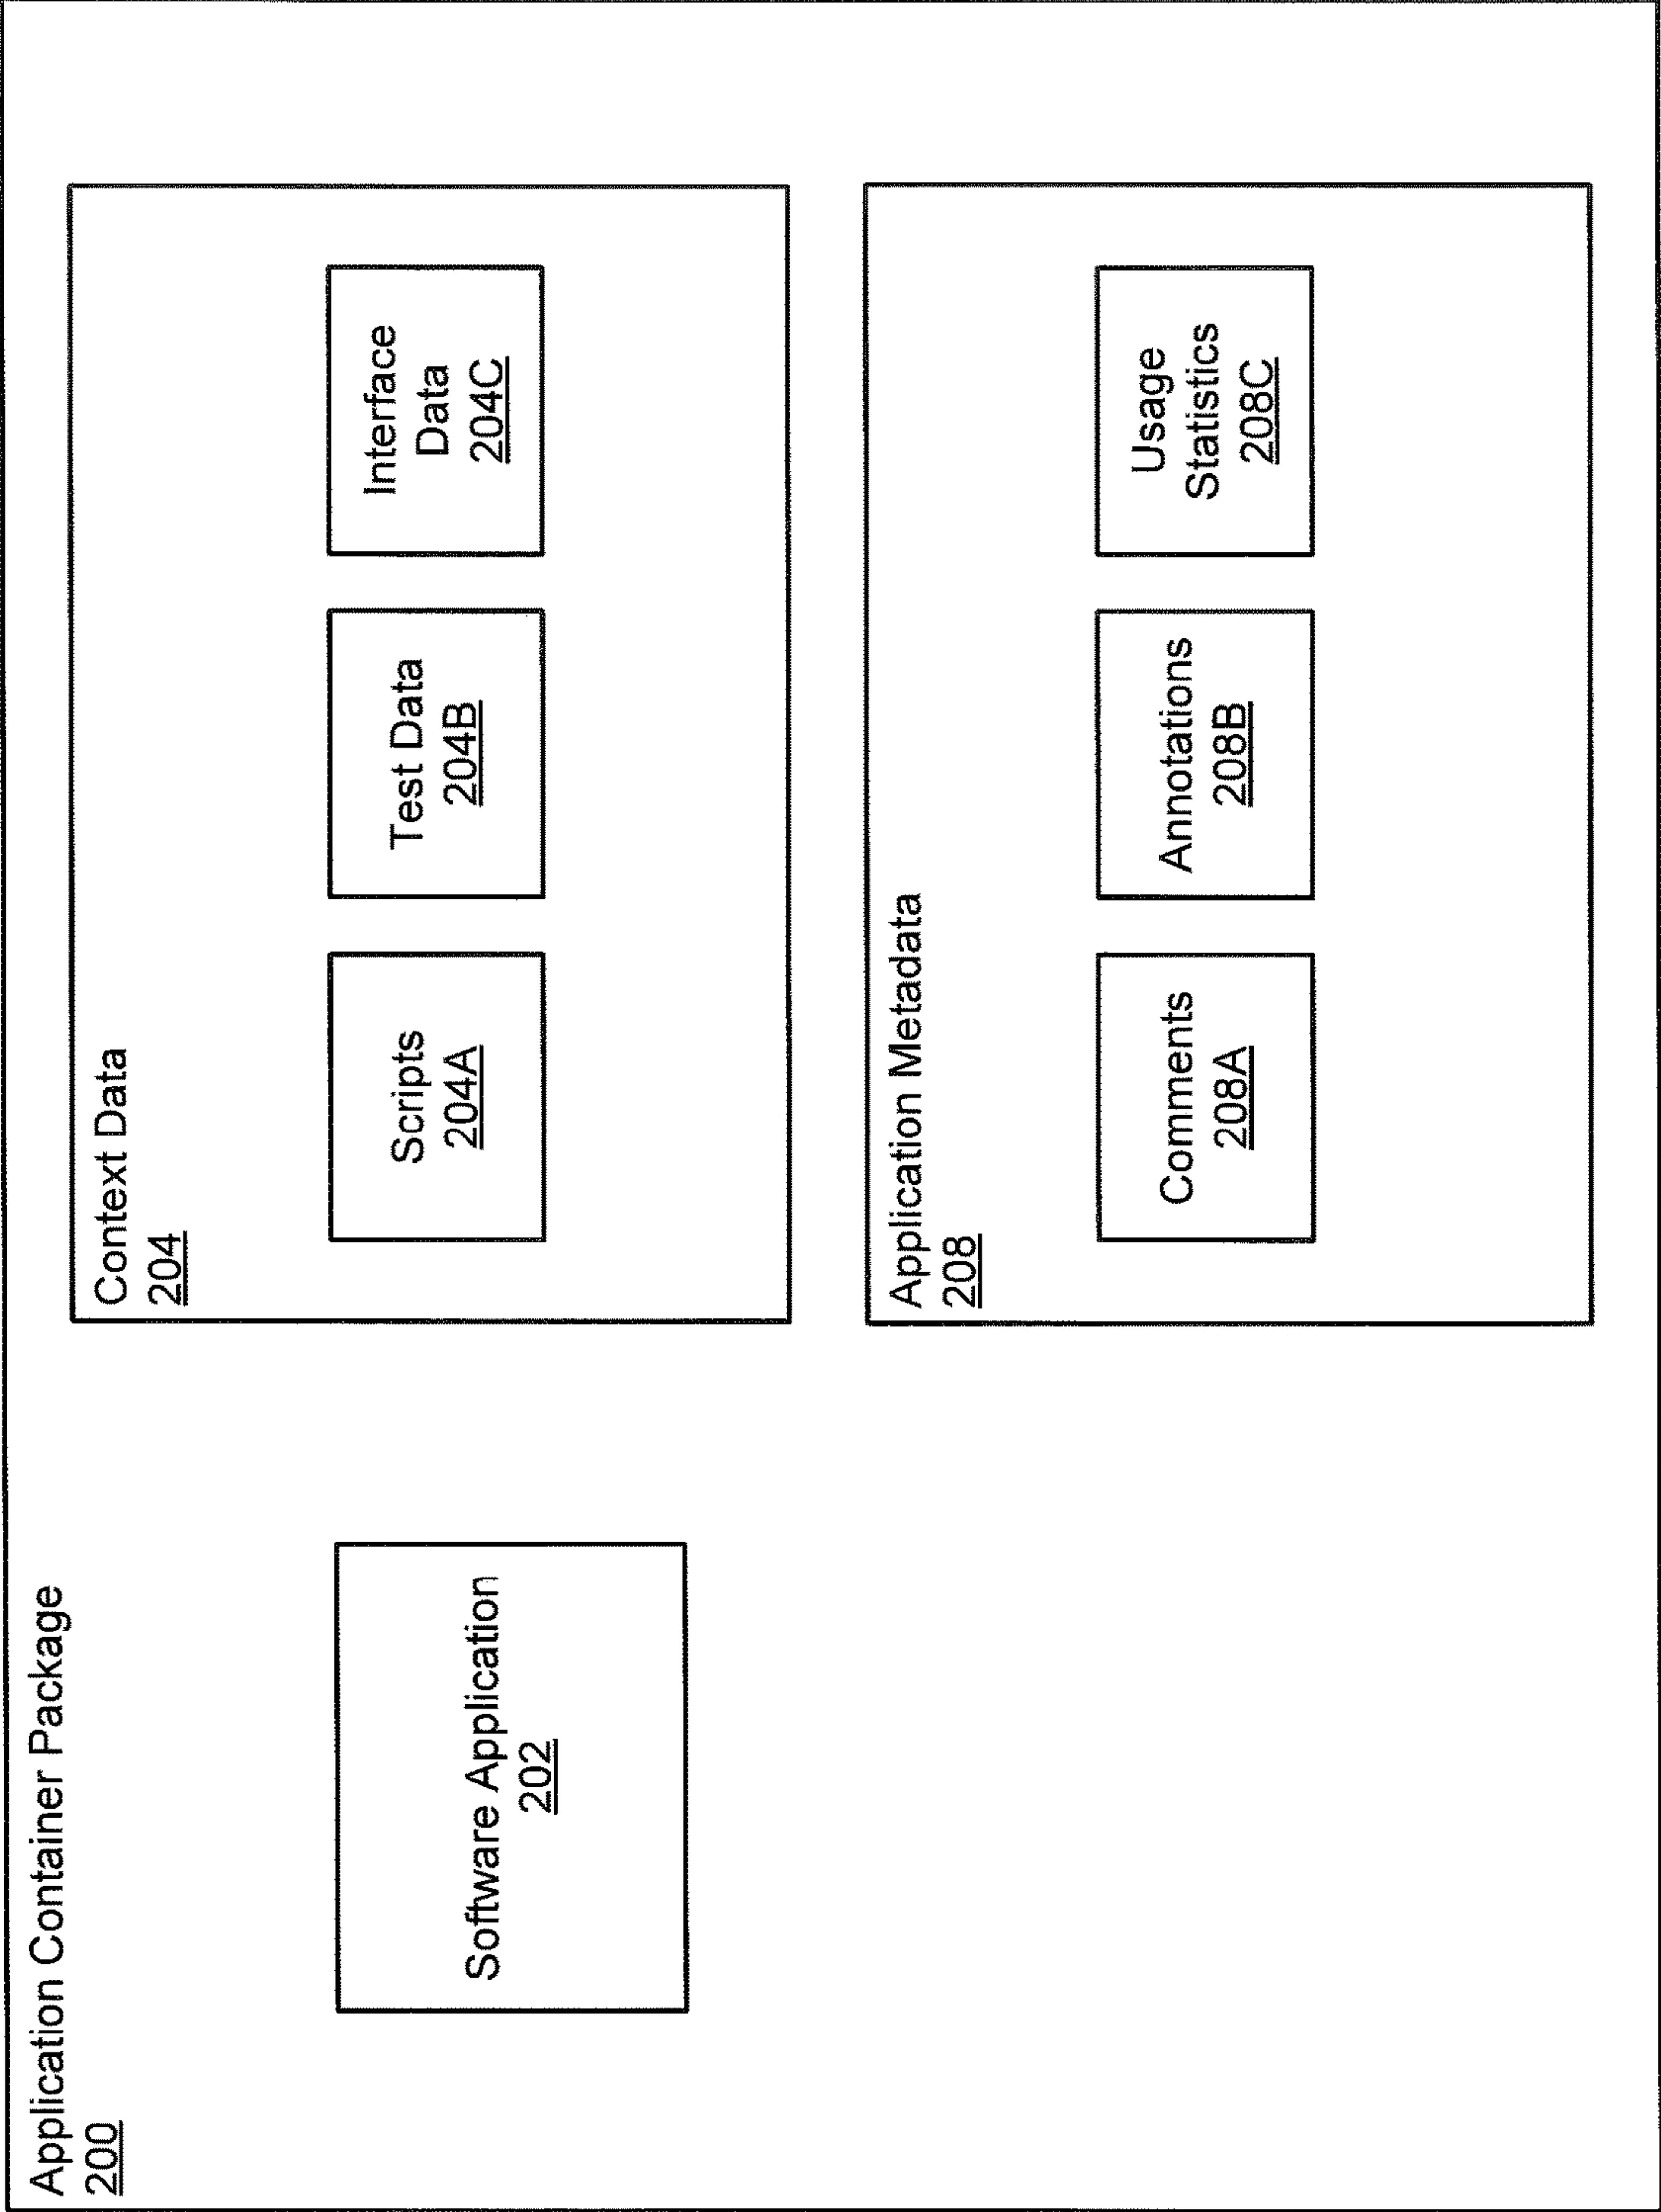 Application Container Package
200
Software Application
202
Context Data
204
Scripts
204A
Test Data
204B
Interface
Data
204C
Application Metadata
208
Comments
208A
Annotations
208B
Usage
Statistics
208C